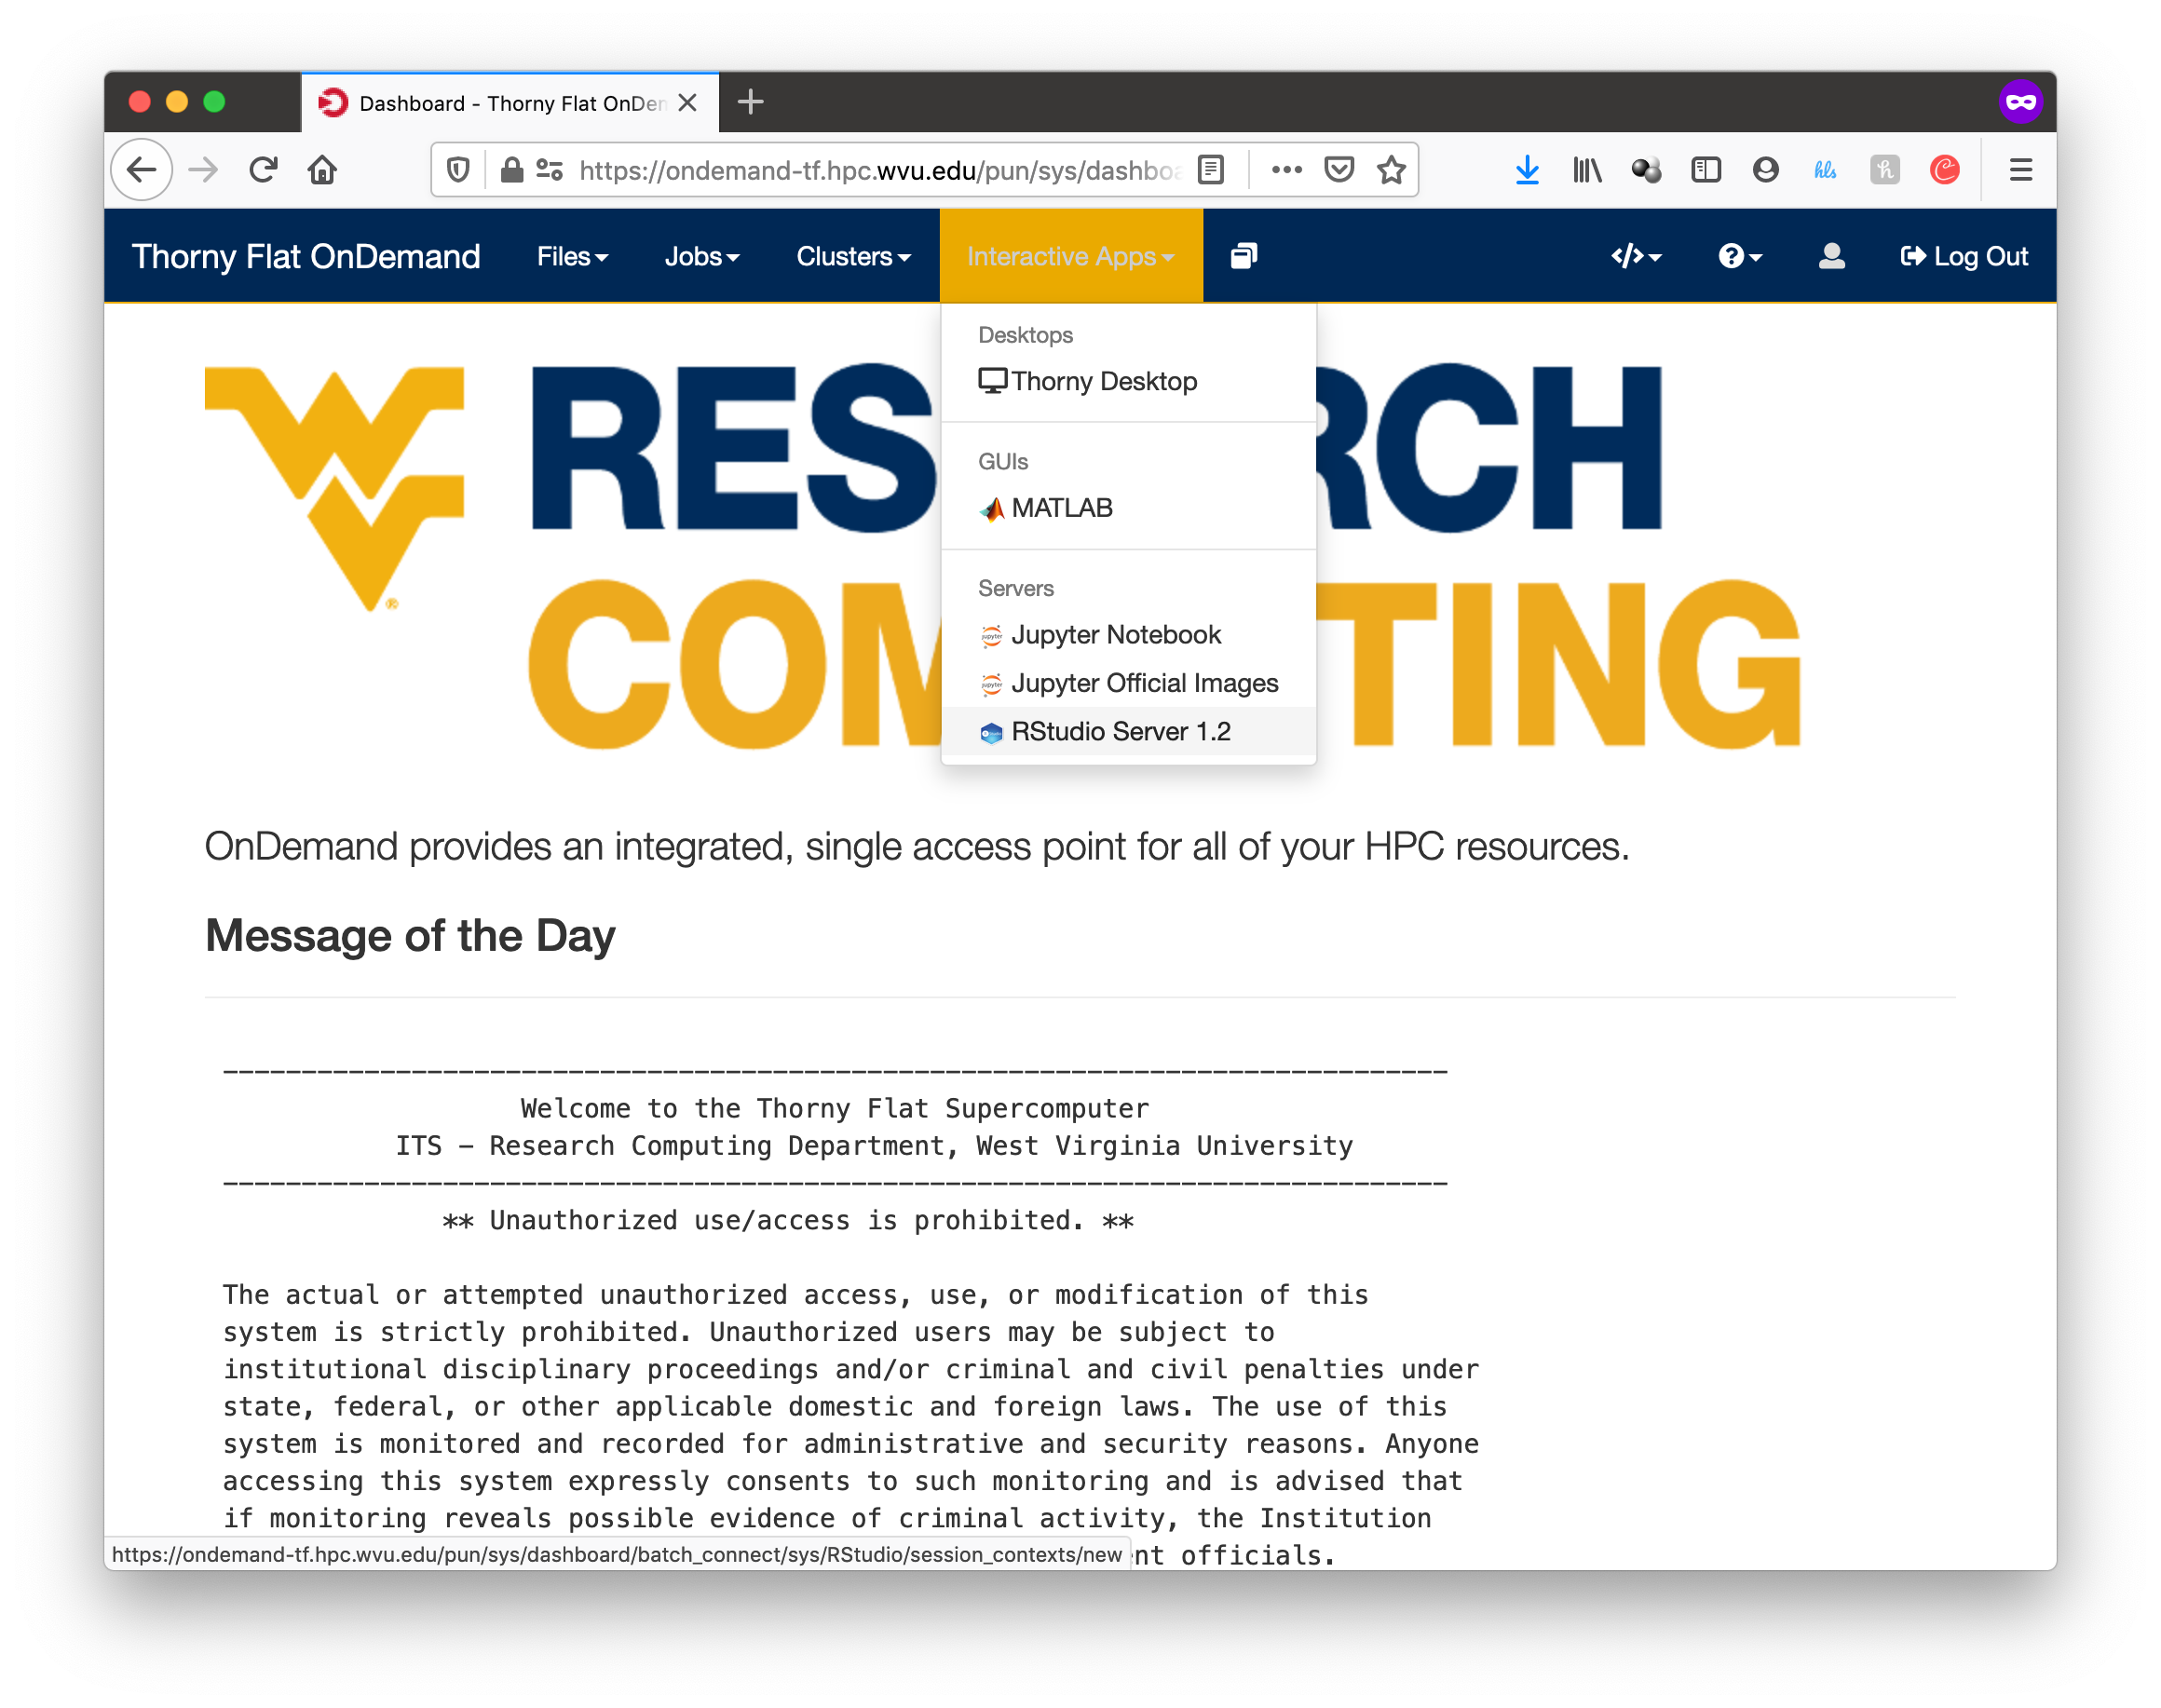 Dashboard - Thorny Flat OnDem
https://ondemand-tf.hpc.wvu.edu/pun/sys/dashboa
hls
h
Thorny Flat OnDemand Files Jobs Clusters Interactive Apps </> ? Log Out
Desktops
Thorny Desktop
GUIs
MATLAB
Servers
jupyter Jupyter Notebook
jupyter Jupyter Official Images
RStudio Server 1.2
WV ®
RES RCH
COM TING
OnDemand provides an integrated, single access point for all of your HPC resources.
Message of the Day
------------------------------------------------------------------------------
Welcome to the Thorny Flat Supercomputer
ITS - Research Computing Department, West Virginia University
------------------------------------------------------------------------------
** Unauthorized use/access is prohibited. **
The actual or attempted unauthorized access, use, or modification of this
system is strictly prohibited. Unauthorized users may be subject to
institutional disciplinary proceedings and/or criminal and civil penalties under
state, federal, or other applicable domestic and foreign laws. The use of this
system is monitored and recorded for administrative and security reasons. Anyone
accessing this system expressly consents to such monitoring and is advised that
if monitoring reveals possible evidence of criminal activity, the Institution
nt officials.
https://ondemand-tf.hpc.wvu.edu/pun/sys/dashboard/batch_connect/sys/RStudio/session_contexts/new